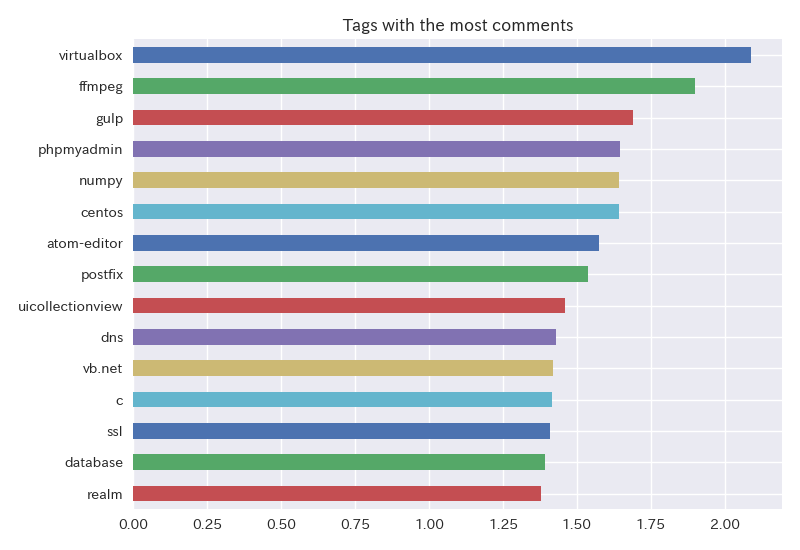 Tags with the most comments
virtualbox
ffmpeg
gulp
phpmyadmin
numpy
centos
atom-editor
postfix
uicollectionview
dns
vb.net
c
ssl
database
realm
0.00 0.25 0.50 0.75 1.00 1.25 1.50 1.75 2.00